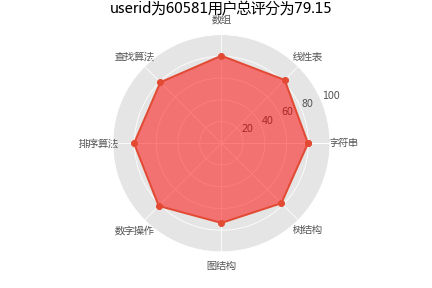 userid为60581用户总评分为79.15
数组
查找算法
线性表
100
80
60
40
20
排序算法
字符串
数字操作
树结构
图结构